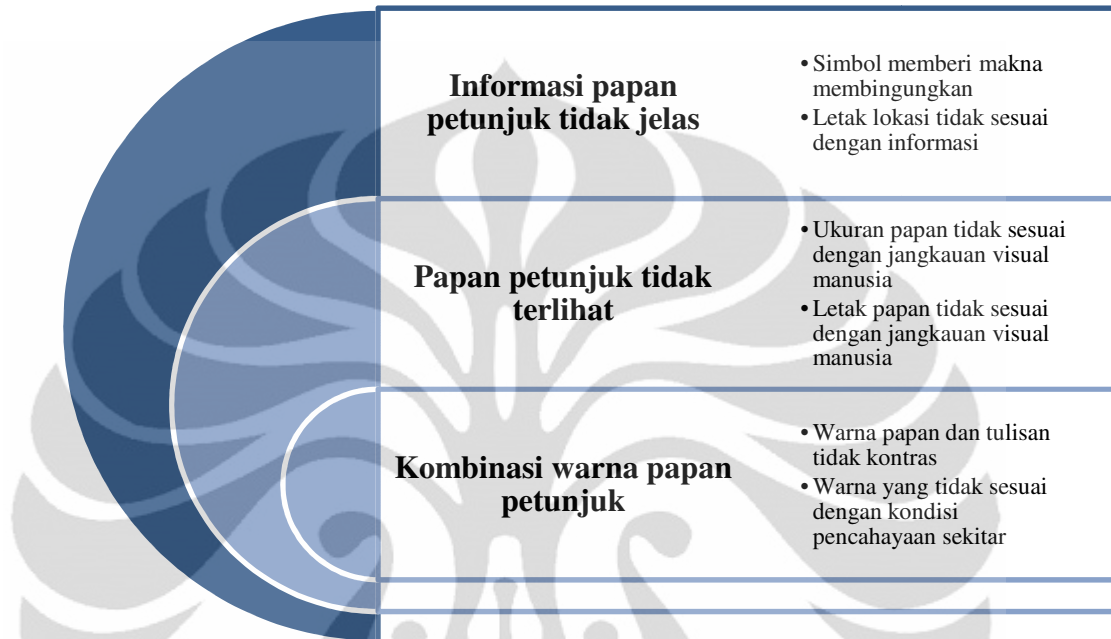 Informasi papan
petunjuk tidak jelas
• Simbol memberi makna
membingungkan
• Letak lokasi tidak sesuai
dengan informasi
Papan petunjuk tidak
terlihat
• Ukuran papan tidak sesuai
dengan jangkauan visual
manusia
• Letak papan tidak sesuai
dengan jangkauan visual
manusia
Kombinasi warna papan
petunjuk
• Warna papan dan tulisan
tidak kontras
• Warna yang tidak sesuai
dengan kondisi
pencahayaan sekitar